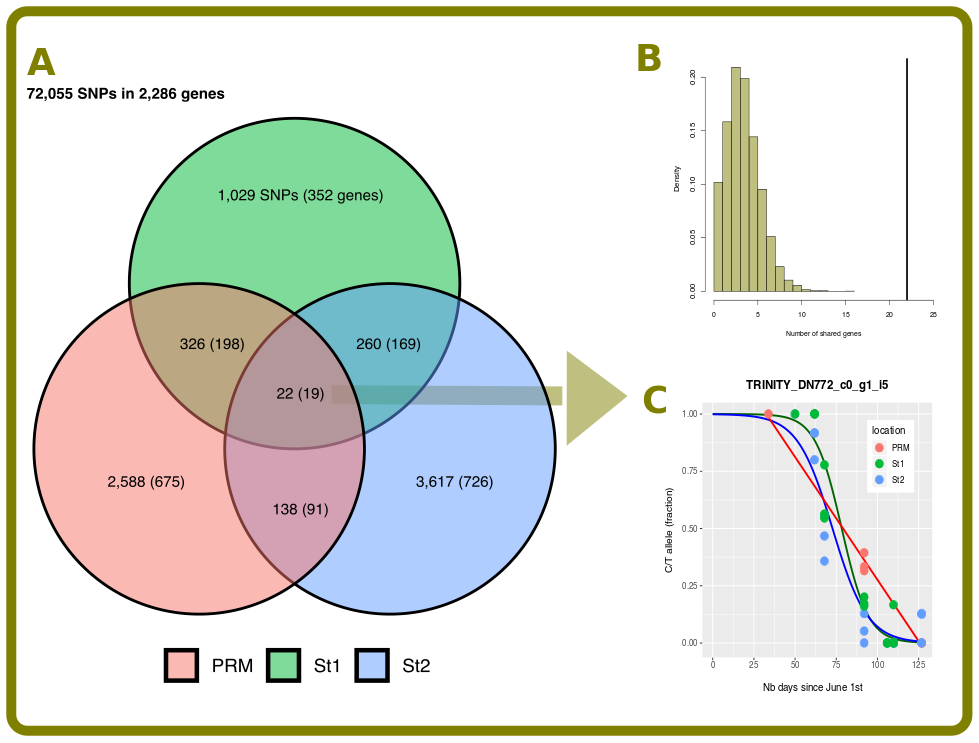 A
72,055 SNPs in 2,286 genes
1,029 SNPs (352 genes)
326 (198)
260 (169)
22 (19)
2,588 (675)
3,617 (726)
138 (91)
PRM
St1
St2
B
Density
0.20
0.15
0.10
0.05
0.00
0
5
10
15
20
25
Number of shared genes
C
TRINITY_DN772_c0_g1_i5
C/T allele (fraction)
1.00
0.75
0.50
0.25
0.00
location
PRM
St1
St2
0
25
50
75
100
125
Nb days since June 1st